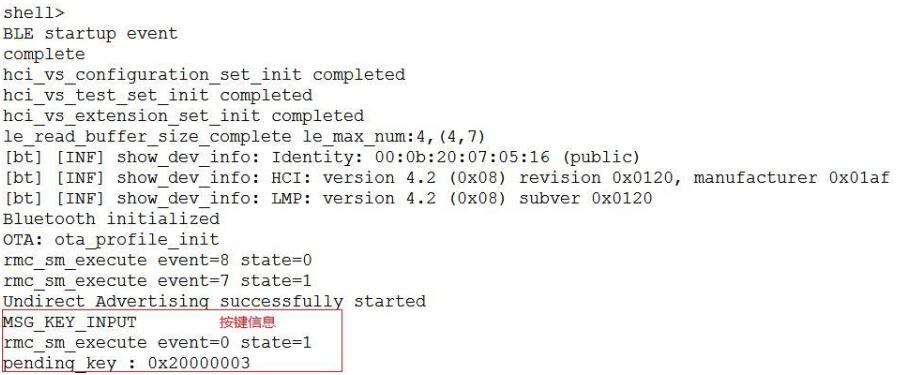 shell>
BLE startup event
complete
hci_vs_configuration_set_init completed
hci_vs_test_set_init completed
hci_vs_extension_set_init completed
le_read_buffer_size_complete le_max_num:4,(4,7)
[bt] [INF] show_dev_info: Identity: 00:0b:20:07:05:16 (public)
[bt] [INF] show_dev_info: HCI: version 4.2 (0x08) revision 0x0120, manufacturer 0x01af
[bt] [INF] show_dev_info: LMP: version 4.2 (0x08) subver 0x0120
Bluetooth initialized
OTA: ota_profile_init
rmc_sm_execute event=8 state=0
rmc_sm_execute event=7 state=1
Undirect Advertising successfully started
MSG_KEY_INPUT 按键信息
rmc_sm_execute event=0 state=1
pending_key : 0x20000003